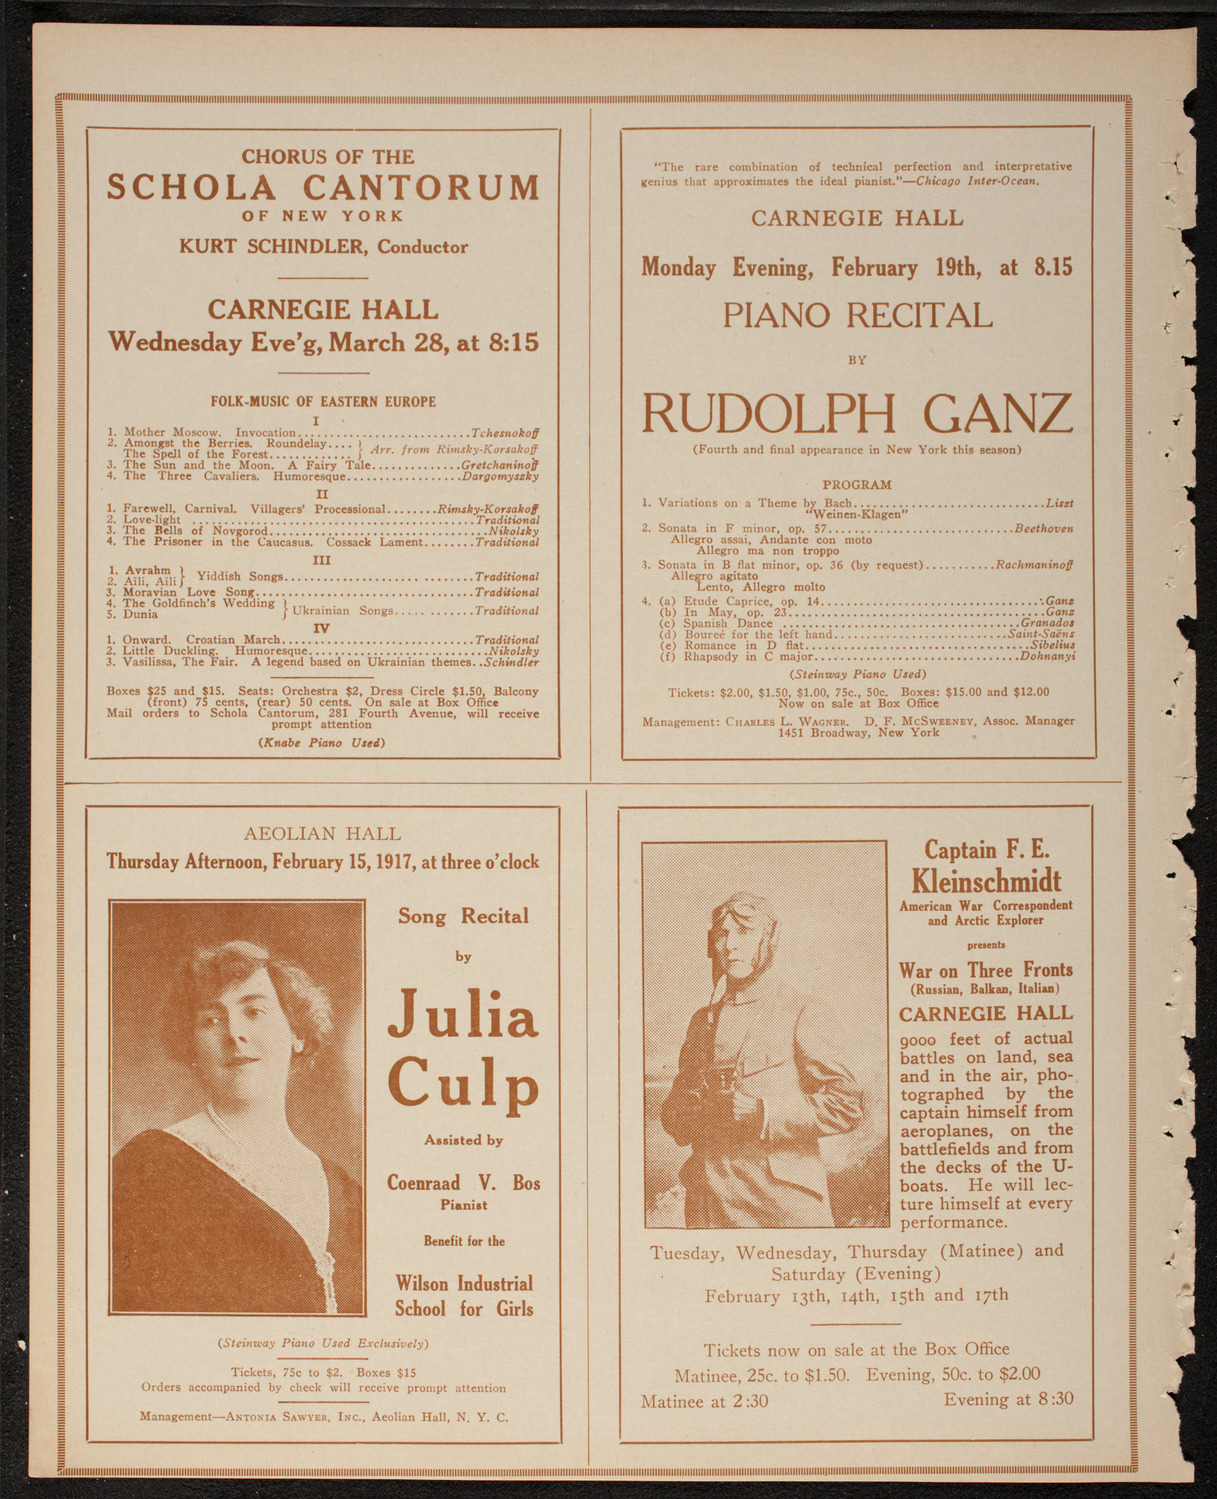 CHORUS OF THE
SCHOLA CANTORUM
OF NEW YORK
KURT SCHINDLER, Conductor
CARNEGIE HALL
Wednesday Eve'g, March 28, at 8:15
FOLK-MUSIC OF EASTERN EUROPE
I
1. Mother Moscow. Invocation..........................Tchesnokoff
2. Amongst the Berries. Roundelay.... } Arr. from Rimsky-Korsakoff
The Spell of the Forest............
3. The Sun and the Moon. A Fairy Tale.............Gretchaninoff
4. The Three Cavaliers. Humoresque.................Dargomyszky
II
1. Farewell, Carnival. Villagers' Processional........Rimsky-Korsakoff
2. Love-light ...........................................Traditional
3. The Bells of Novgorod.................................Nikolsky
4. The Prisoner in the Caucasus. Cossack Lament........Traditional
III
1. Avrahm } Yiddish Songs.............................Traditional
2. Aili, Aili
3. Moravian Love Song.................................Traditional
4. The Goldfinch's Wedding } Ukrainian Songs............Traditional
5. Dunia
IV
1. Onward. Croatian March.............................Traditional
2. Little Duckling. Humoresque...........................Nikolsky
3. Vasilissa, The Fair. A legend based on Ukrainian themes..Schindler
Boxes $25 and $15. Seats: Orchestra $2, Dress Circle $1.50, Balcony
(front) 75 cents, (rear) 50 cents. On sale at Box Office
Mail orders to Schola Cantorum, 281 Fourth Avenue, will receive
prompt attention
(Knabe Piano Used)
"The rare combination of technical perfection and interpretative
genius that approximates the ideal pianist."—Chicago Inter-Ocean.
CARNEGIE HALL
Monday Evening, February 19th, at 8.15
PIANO RECITAL
BY
RUDOLPH GANZ
(Fourth and final appearance in New York this season)
PROGRAM
1. Variations on a Theme by Bach.............................Liszt
"Weinen-Klagen"
2. Sonata in F minor, op. 57............................Beethoven
Allegro assai, Andante con moto
Allegro ma non troppo
3. Sonata in B flat minor, op. 36 (by request)..........Rachmaninoff
Allegro agitato
Lento, Allegro molto
4. (a) Etude Caprice, op. 14..................................Ganz
(b) In May, op. 23.......................................Ganz
(c) Spanish Dance ....................................Granados
(d) Boureé for the left hand..........................Saint-Saëns
(e) Romance in D flat..................................Sibelius
(f) Rhapsody in C major...............................Dohnanyi
(Steinway Piano Used)
Tickets: $2.00, $1.50, $1.00, 75c., 50c. Boxes: $15.00 and $12.00
Now on sale at Box Office
Management: CHARLES L. WAGNER. D. F. MCSWEENEY, Assoc. Manager
1451 Broadway, New York
AEOLIAN HALL
Thursday Afternoon, February 15, 1917, at three o'clock
Song Recital
by
Julia
Culp
Assisted by
Coenraad V. Bos
Pianist
Benefit for the
Wilson Industrial
School for Girls
(Steinway Piano Used Exclusively)
Tickets, 75c to $2. Boxes $15
Orders accompanied by check will receive prompt attention
Management—ANTONIA SAWYER, INC., Aeolian Hall, N. Y. C.
Captain F. E.
Kleinschmidt
American War Correspondent
and Arctic Explorer
presents
War on Three Fronts
(Russian, Balkan, Italian)
CARNEGIE HALL
9000 feet of actual
battles on land, sea
and in the air, pho-
tographed by the
captain himself from
aeroplanes, on the
battlefields and from
the decks of the U-
boats. He will lec-
ture himself at every
performance.
Tuesday, Wednesday, Thursday (Matinee) and
Saturday (Evening)
February 13th, 14th, 15th and 17th
Tickets now on sale at the Box Office
Matinee, 25c. to $1.50. Evening, 50c. to $2.00
Matinee at 2:30 Evening at 8:30